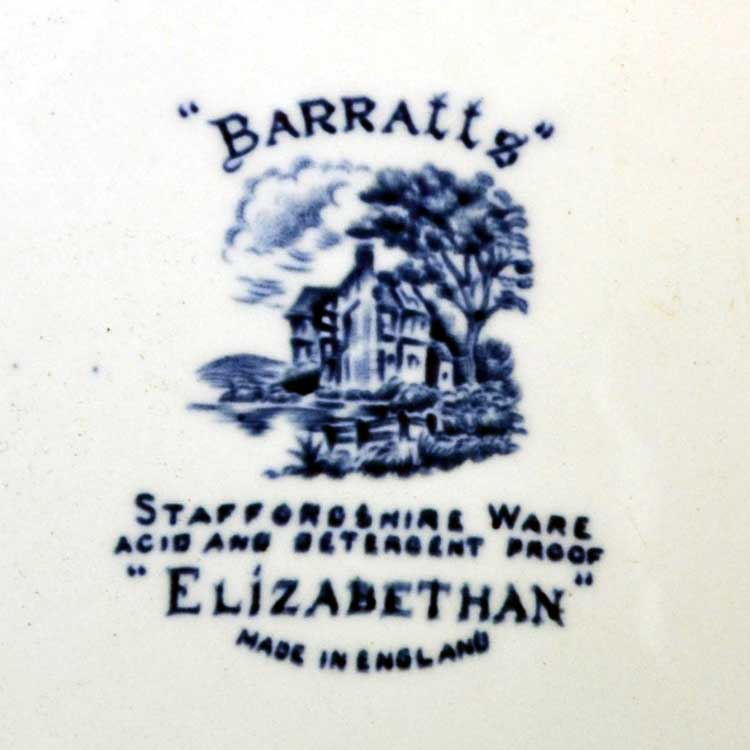 "BARRATTS"
STAFFORDSHIRE WARE
ACID AND DETERGENT PROOF
"ELIZABETHAN"
MADE IN ENGLAND